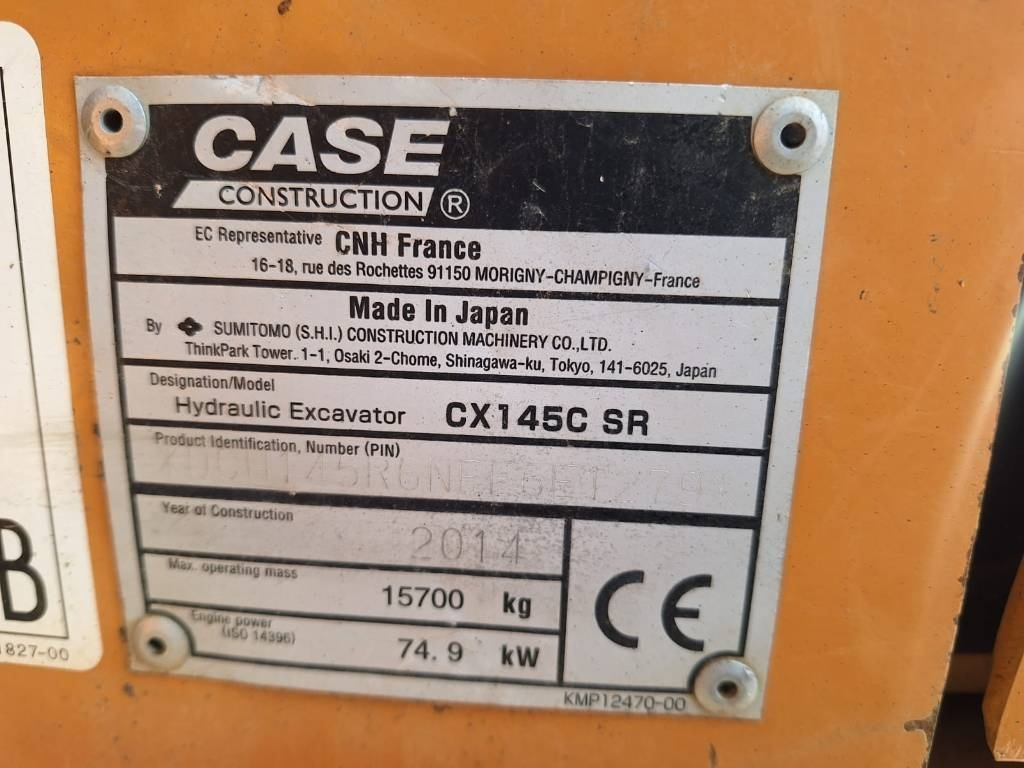 CASE
CONSTRUCTION ®
EC Representative CNH France
16-18, rue des Rochettes 91150 MORIGNY-CHAMPIGNY-France
Made In Japan
By SUMITOMO (S.H.I.) CONSTRUCTION MACHINERY CO.,LTD.
ThinkPark Tower. 1-1, Osaki 2-Chome, Shinagawa-ku, Tokyo, 141-6025, Japan
Designation/Model
Hydraulic Excavator CX145C SR
Product Identification, Number (PIN)
Year of Construction
2014
Max. operating mass
15700 kg
Engine power
(ISO 14396)
74.9 kW
CE
KMP12470-00
B
1827-00